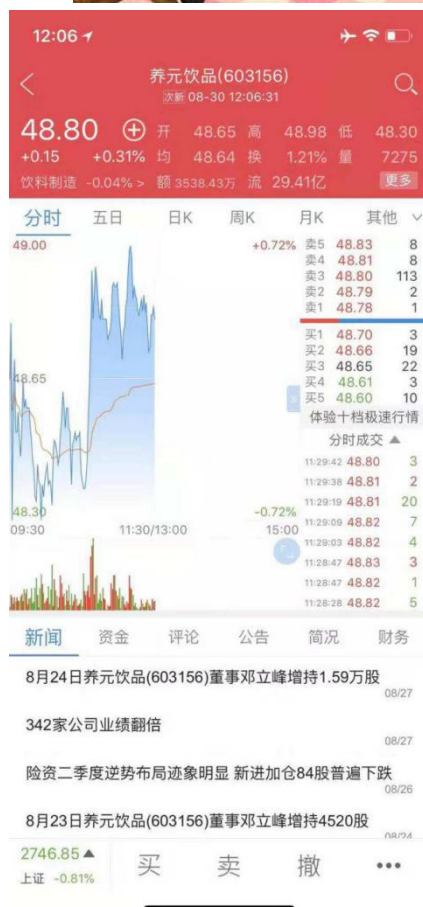 12:06
养元饮品(603156)
次新 08-30 12:06:31
48.80 开 48.65 高 48.98 低 48.30
+0.15 +0.31% 均 48.64 换 1.21% 量 7275
饮料制造 -0.04% > 额 3538.43万 流 29.41亿 更多
分时 五日 日K 周K 月K 其他
49.00 +0.72%
48.65
48.30 -0.72%
09:30 11:30/13:00 15:00
卖5 48.83 8
卖4 48.81 8
卖3 48.80 113
卖2 48.79 2
卖1 48.78 1
买1 48.70 3
买2 48.66 19
买3 48.65 22
买4 48.61 3
买5 48.60 10
体验十档极速行情
分时成交 ▲
11:29:42 48.80 3
11:29:38 48.81 2
11:29:19 48.81 20
11:29:09 48.82 7
11:29:03 48.82 4
11:28:47 48.83 3
11:28:47 48.82 1
11:28:28 48.82 5
新闻 资金 评论 公告 简况 财务
8月24日养元饮品(603156)董事邓立峰增持1.59万股
08/27
342家公司业绩翻倍
08/27
险资二季度逆势布局迹象明显 新进加仓84股普遍下跌
08/26
8月23日养元饮品(603156)董事邓立峰增持4520股
08/24
2746.85 ▲
上证 -0.81%
买 卖 撤